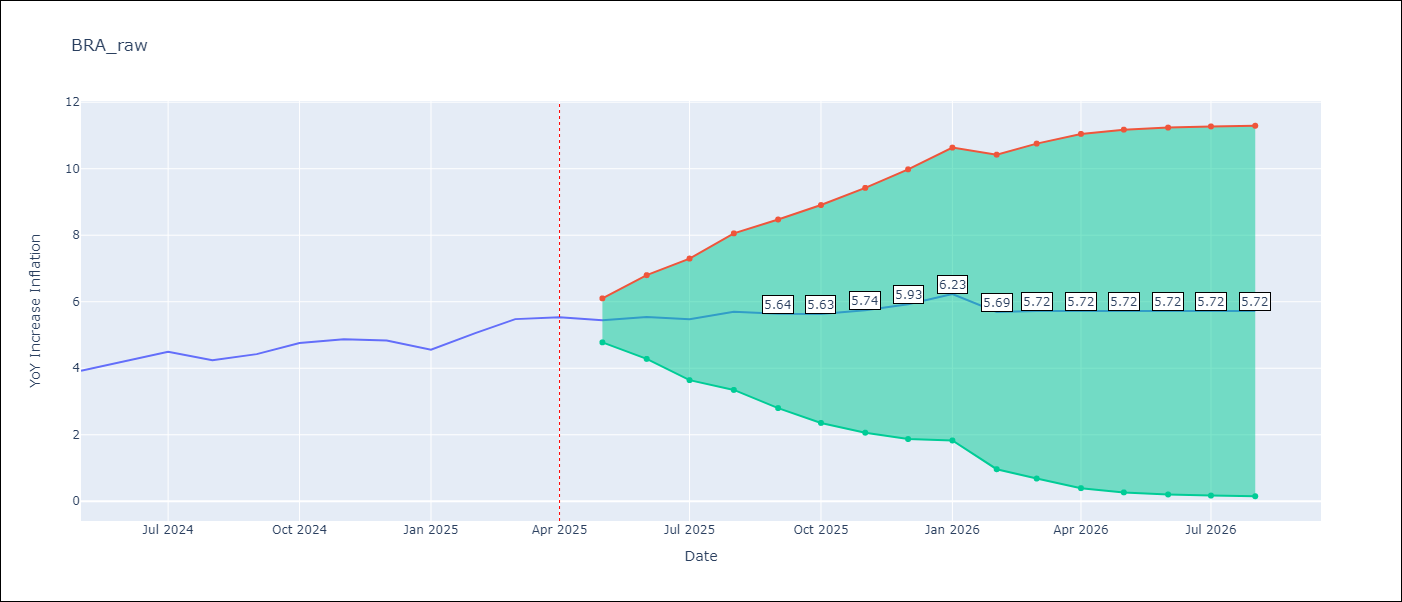 BRA_raw
YoY Increase Inflation
12
10
8
6
4
2
0
5.64
5.63
5.74
5.93
6.23
5.69
5.72
5.72
5.72
5.72
5.72
5.72
Jul 2024
Oct 2024
Jan 2025
Apr 2025
Jul 2025
Oct 2025
Jan 2026
Apr 2026
Jul 2026
Date